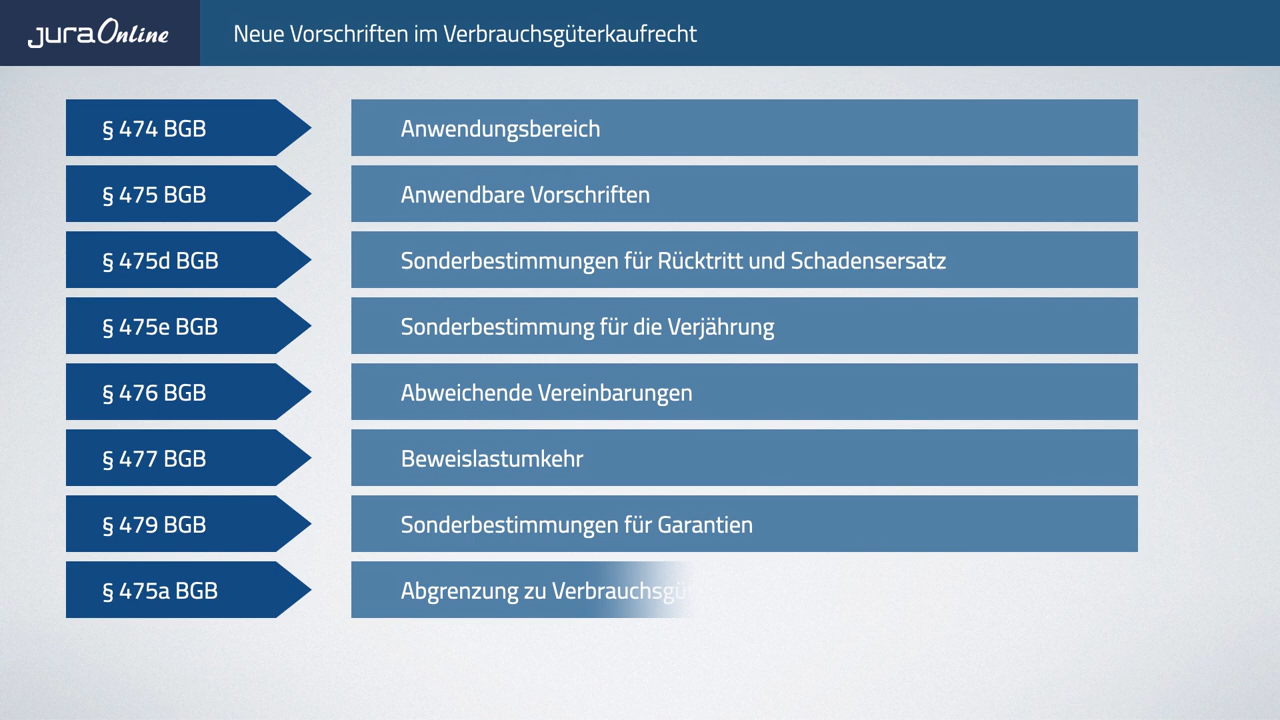 juraOnline
Neue Vorschriften im Verbrauchsgüterkaufrecht
§ 474 BGB Anwendungsbereich
§ 475 BGB Anwendbare Vorschriften
§ 475d BGB Sonderbestimmungen für Rücktritt und Schadensersatz
§ 475e BGB Sonderbestimmung für die Verjährung
§ 476 BGB Abweichende Vereinbarungen
§ 477 BGB Beweislastumkehr
§ 479 BGB Sonderbestimmungen für Garantien
§ 475a BGB Abgrenzung zu